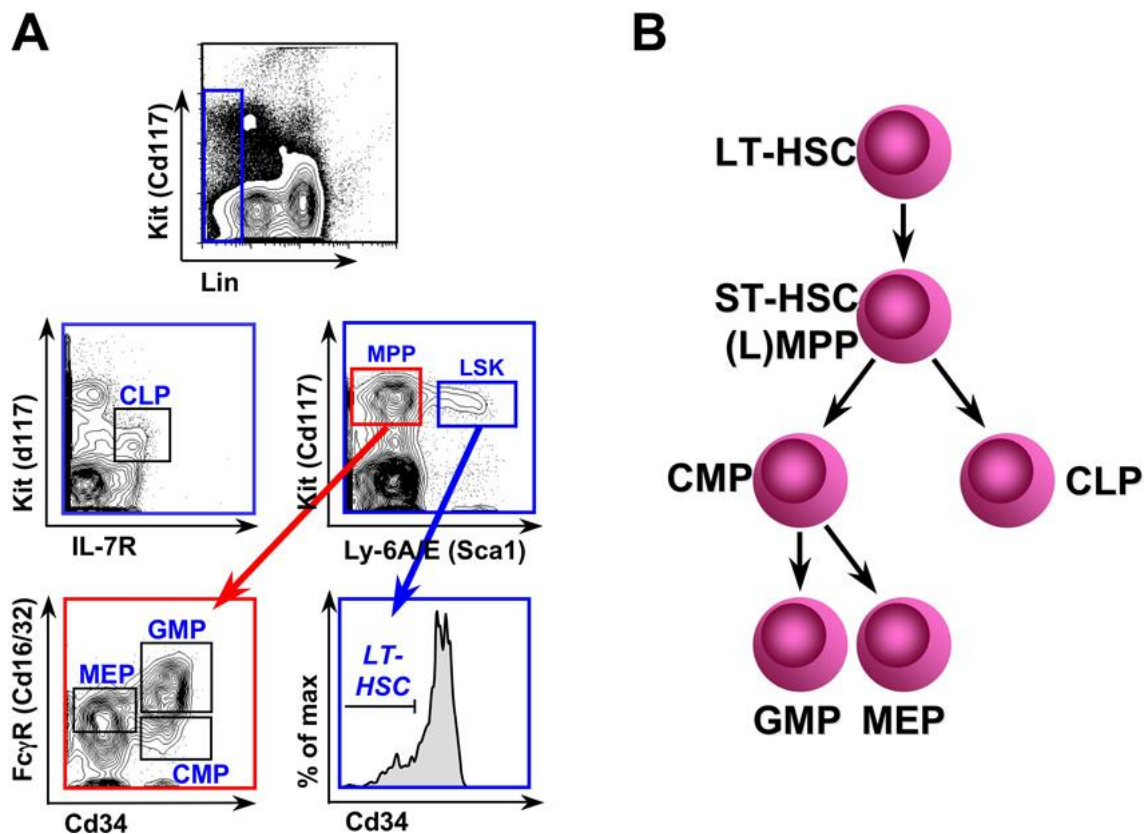 A
Kit (Cd117)
Lin
Kit (d117)
CLP
IL-7R
Kit (Cd117)
MPP
LSK
Ly-6A/E (Sca1)
FcγR (Cd16/32)
MEP
GMP
CMP
Cd34
% of max
LT-
HSC
Cd34
B
LT-HSC
ST-HSC
(L)MPP
CMP
CLP
GMP
MEP